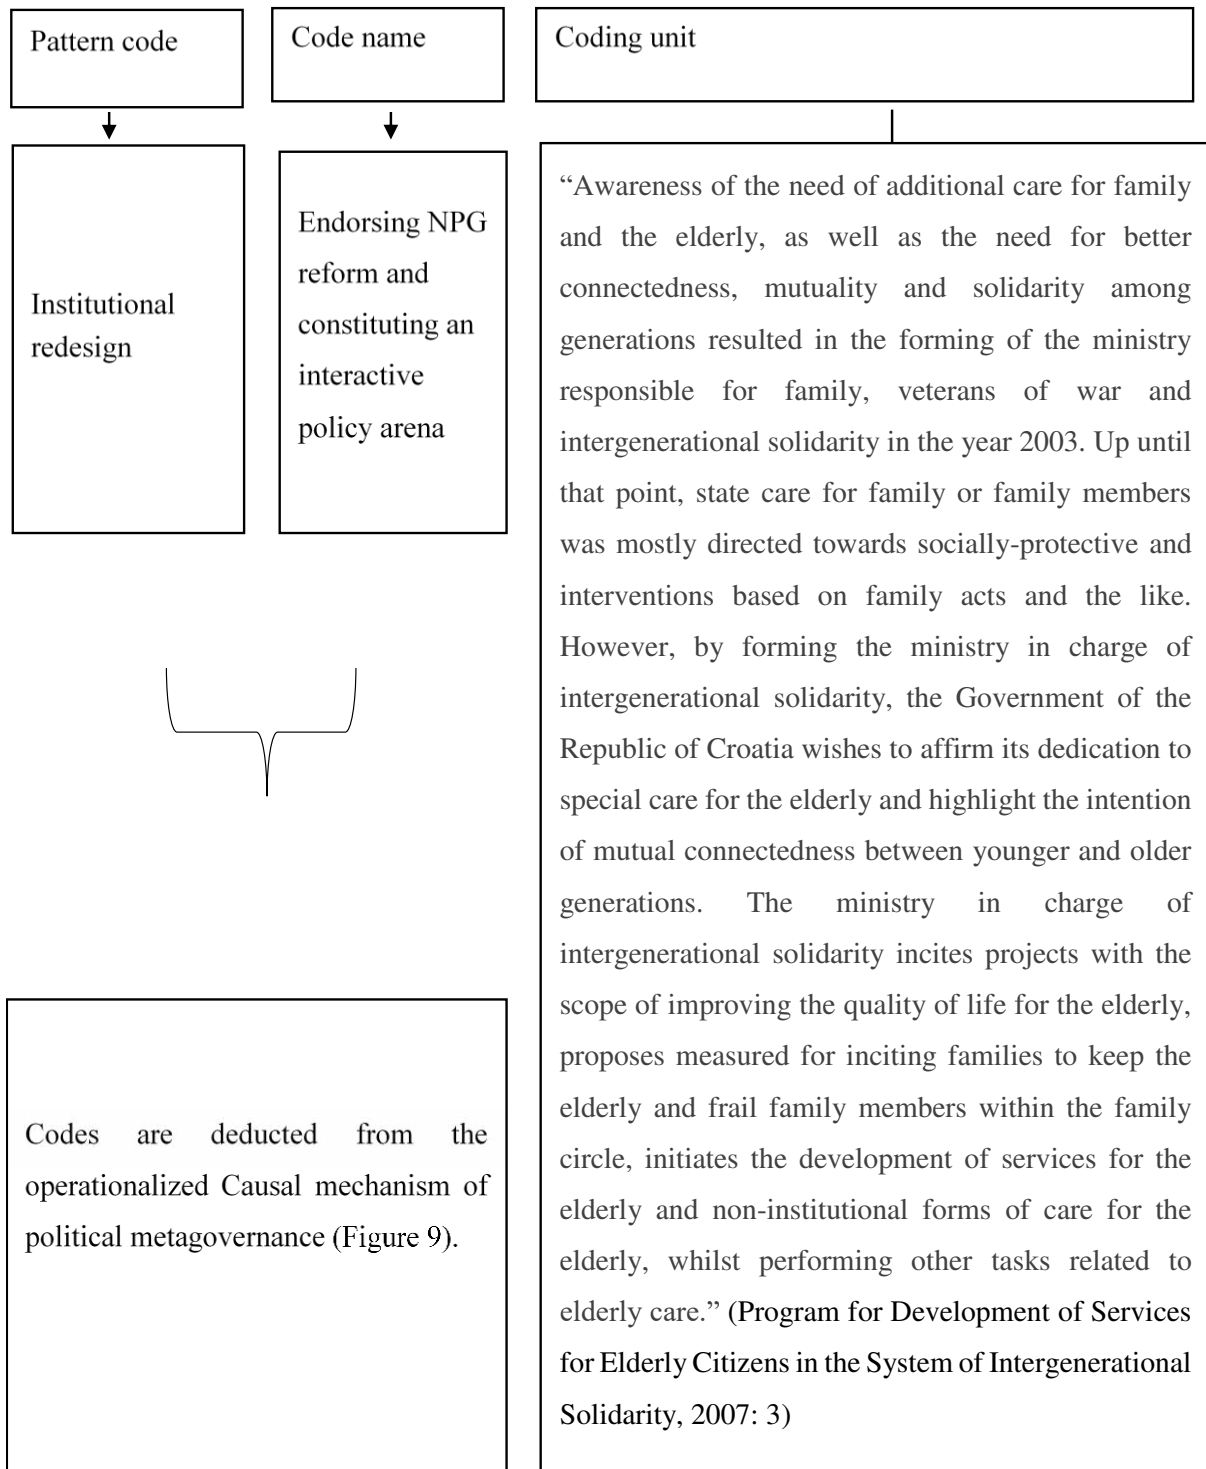 Pattern code
Code name
Coding unit
Institutional
redesign
Endorsing NPG
reform and
constituting an
interactive
policy arena
“Awareness of the need of additional care for family
and the elderly, as well as the need for better
connectedness, mutuality and solidarity among
generations resulted in the forming of the ministry
responsible for family, veterans of war and
intergenerational solidarity in the year 2003. Up until
that point, state care for family or family members
was mostly directed towards socially-protective and
interventions based on family acts and the like.
However, by forming the ministry in charge of
intergenerational solidarity, the Government of the
Republic of Croatia wishes to affirm its dedication to
special care for the elderly and highlight the intention
of mutual connectedness between younger and older
generations. The ministry in charge of
intergenerational solidarity incites projects with the
scope of improving the quality of life for the elderly,
proposes measured for inciting families to keep the
elderly and frail family members within the family
circle, initiates the development of services for the
elderly and non-institutional forms of care for the
elderly, whilst performing other tasks related to
elderly care.” (Program for Development of Services
for Elderly Citizens in the System of Intergenerational
Solidarity, 2007: 3)
Codes are deducted from the
operationalized Causal mechanism of
political metagovernance (Figure 9).